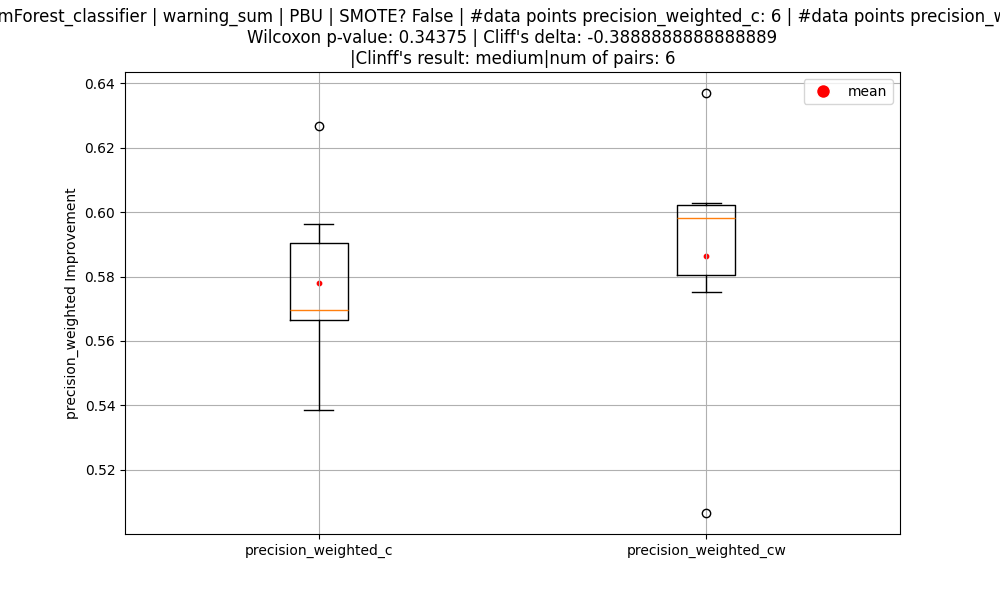 mForest_classifier | warning_sum | PBU | SMOTE? False | #data points precision_weighted_c: 6 | #data points precision_w
Wilcoxon p-value: 0.34375 | Cliff's delta: -0.3888888888888889
|Clinff's result: medium|num of pairs: 6
mean
0.64
0.62
0.60
0.58
0.56
0.54
0.52
precision_weighted Improvement
precision_weighted_c
precision_weighted_cw